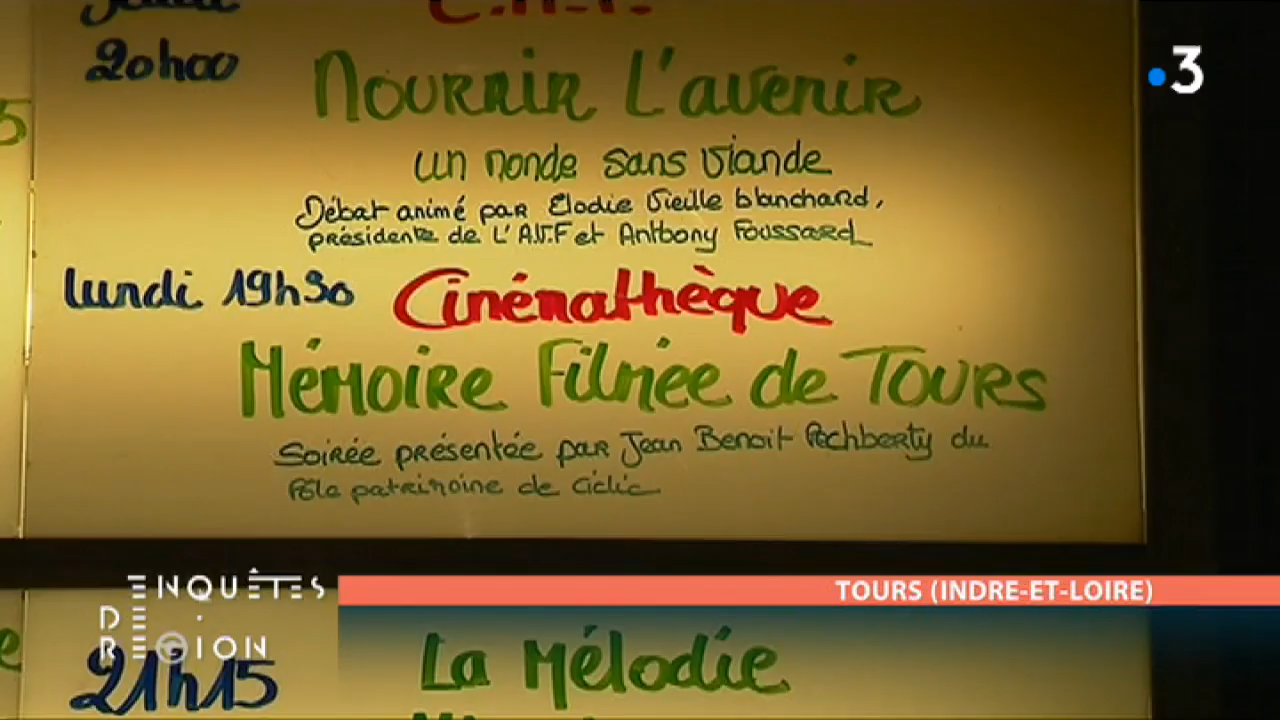 20h00
Nourrir L'avenir
un monde sans viande
Débat animé par Elodie Vieille blanchard,
présidente de L'A.V.F et Anthony Foussard
lundi 19h30 Cinémathèque
Mémoire Filmée de Tours
Soirée présentée par Jean Benoit Pechberty du
Pôle patrimoine de Ciclic
3
ENQUÊTES
DE
RÉGION
TOURS (INDRE-ET-LOIRE)
21h15
La Mélodie